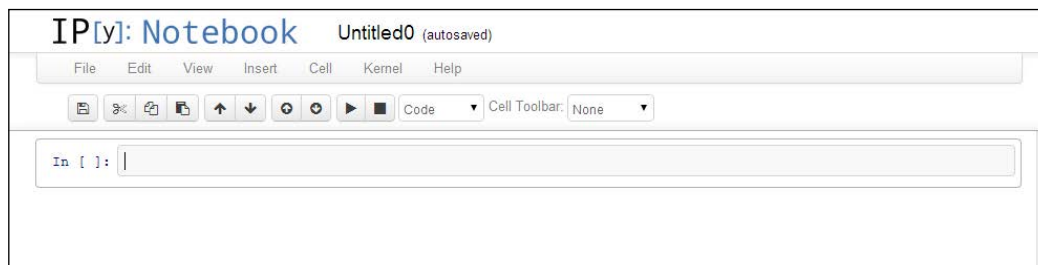 IP[y]: Notebook Untitled0 (autosaved)
File Edit View Insert Cell Kernel Help
Code Cell Toolbar: None
In [ ]: